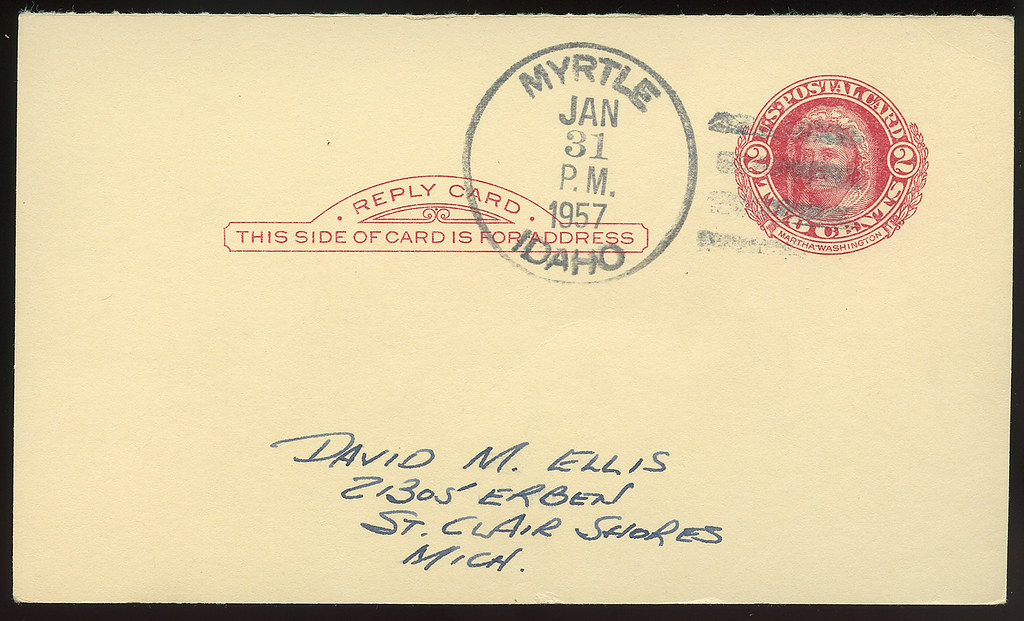 MYRTLE
JAN
31
P.M.
1957
IDAHO
U.S. POSTAL CARD
2 2
TWO CENTS
MARTHA WASHINGTON
· REPLY CARD ·
THIS SIDE OF CARD IS FOR ADDRESS
DAVID M. ELLIS
21305 ERBEN
ST. CLAIR SHORES
MICH.